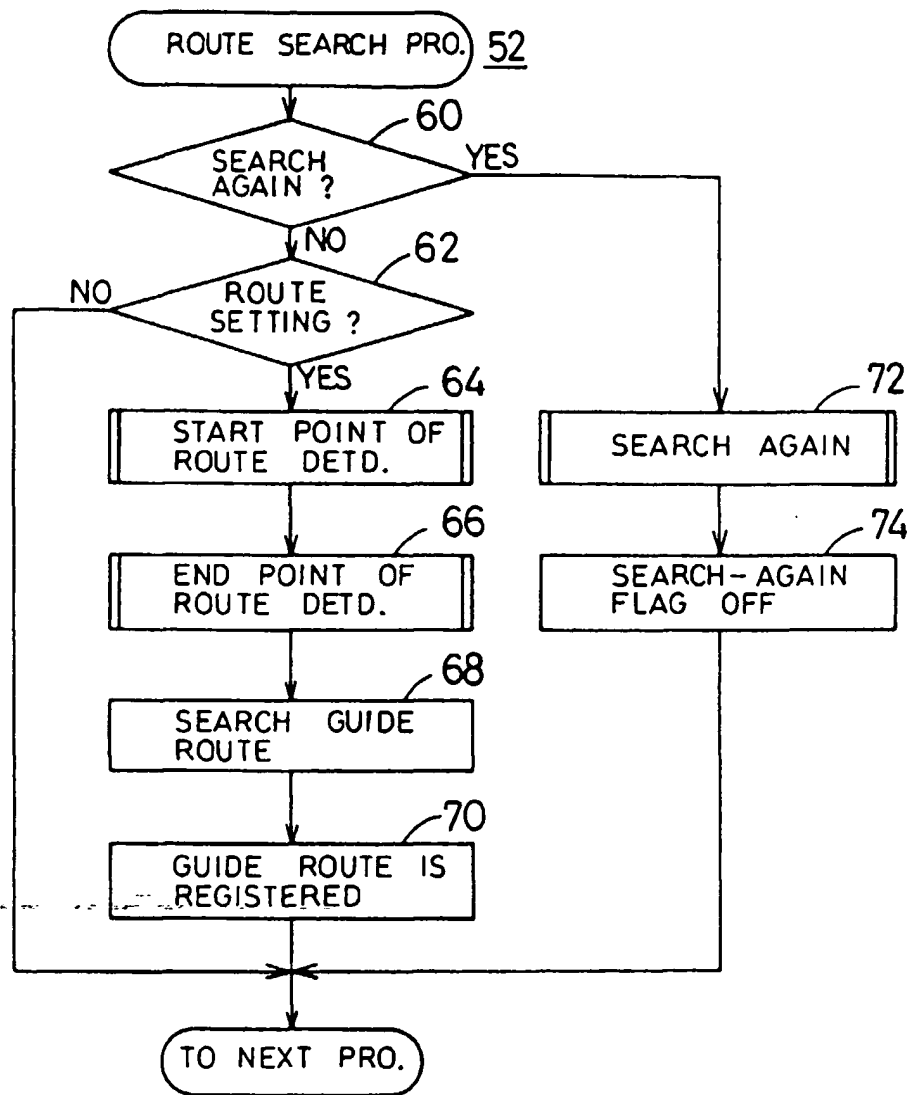 ROUTE SEARCH PRO. 52
60
SEARCH
AGAIN ?
YES
NO
62
NO
ROUTE
SETTING ?
YES
64
START POINT OF
ROUTE DETD.
66
END POINT OF
ROUTE DETD.
68
SEARCH GUIDE
ROUTE
70
GUIDE ROUTE IS
REGISTERED
72
SEARCH AGAIN
74
SEARCH-AGAIN
FLAG OFF
TO NEXT PRO.